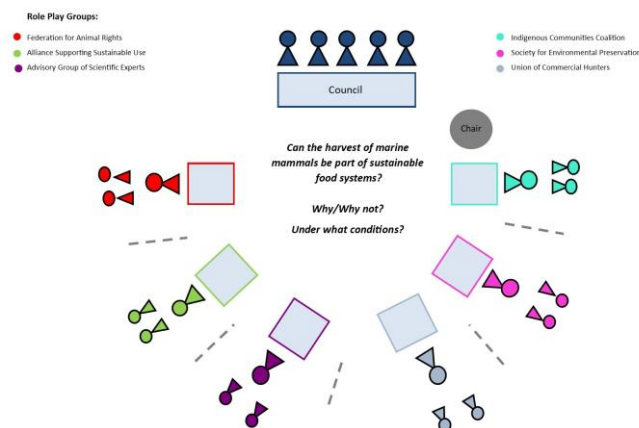 Role Play Groups:
Federation for Animal Rights
Alliance Supporting Sustainable Use
Advisory Group of Scientific Experts
Indigenous Communities Coalition
Society for Environmental Preservation
Union of Commercial Hunters
Council
Chair
Can the harvest of marine
mammals be part of sustainable
food systems?
Why/Why not?
Under what conditions?